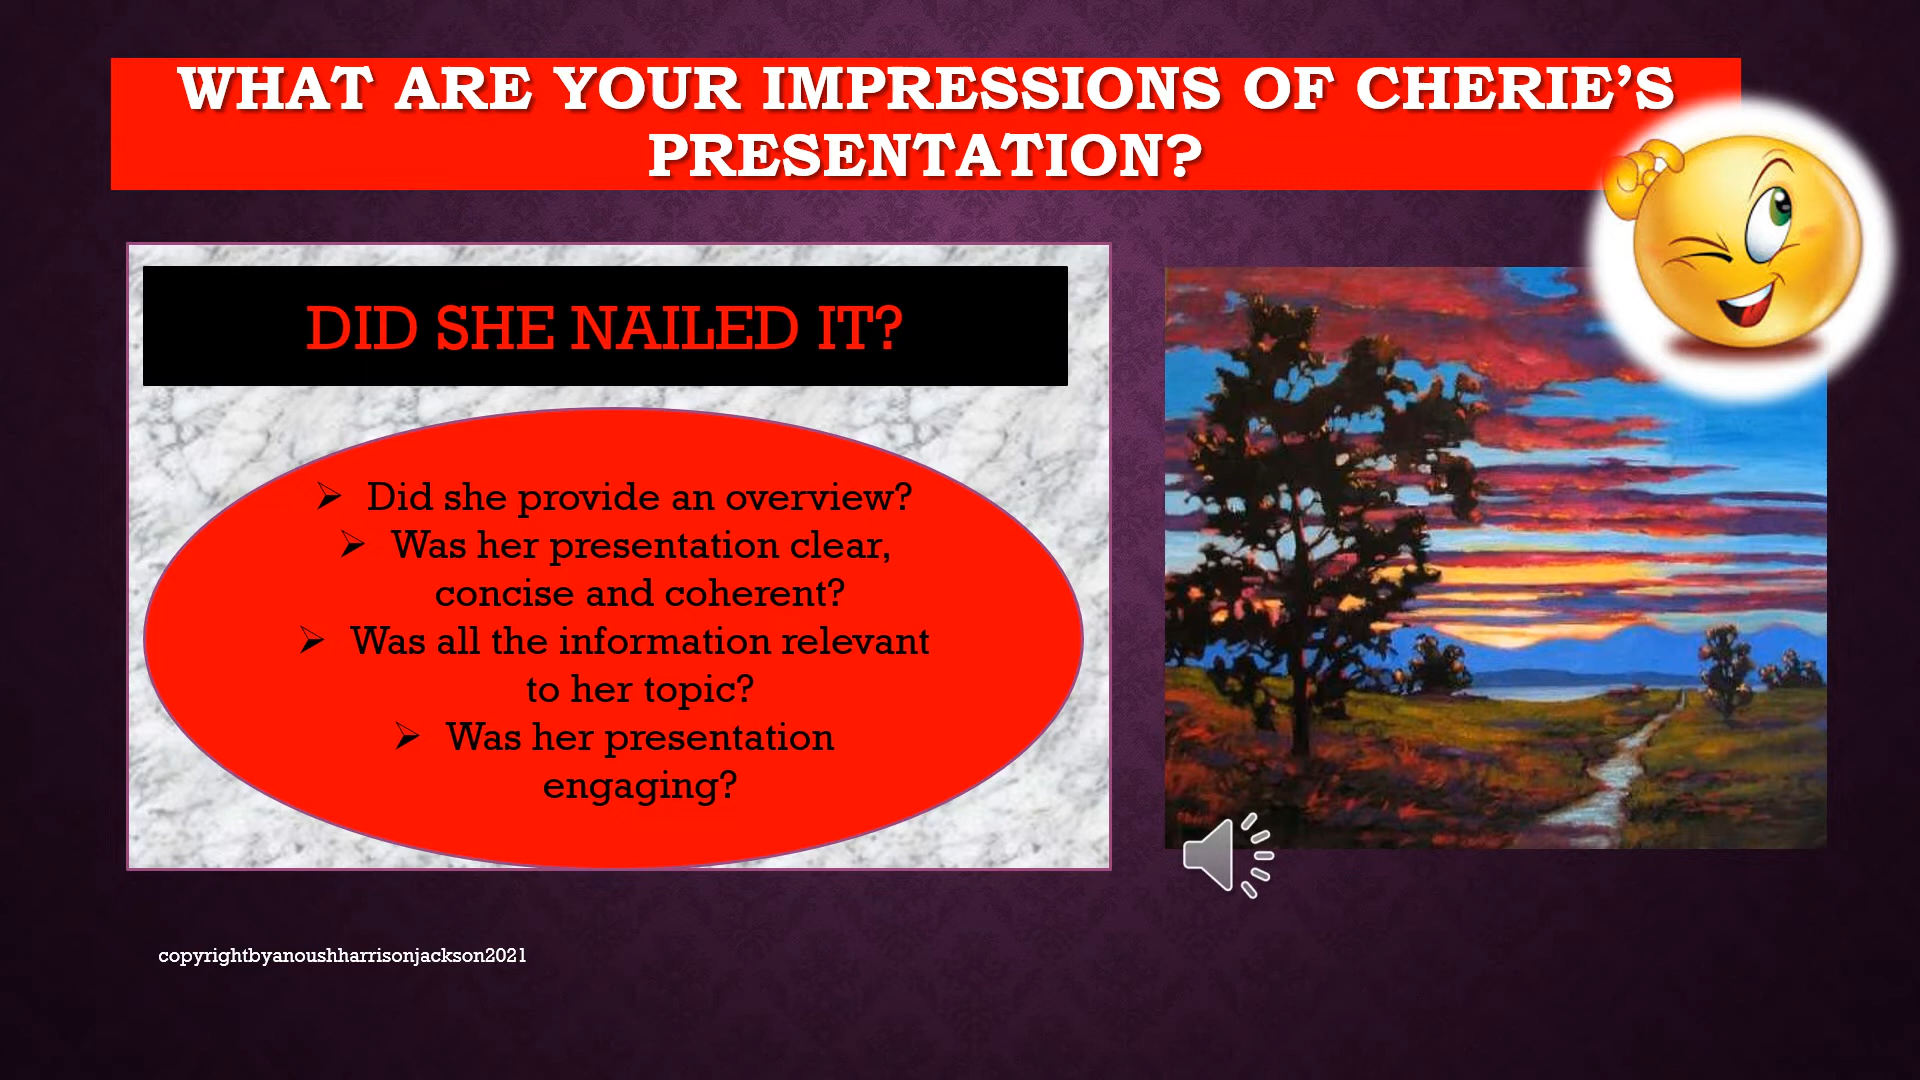 WHAT ARE YOUR IMPRESSIONS OF CHERIE’S
PRESENTATION?
DID SHE NAILED IT?
➢ Did she provide an overview?
➢ Was her presentation clear,
concise and coherent?
➢ Was all the information relevant
to her topic?
➢ Was her presentation
engaging?
copyrightbyanoushharrisonjackson2021